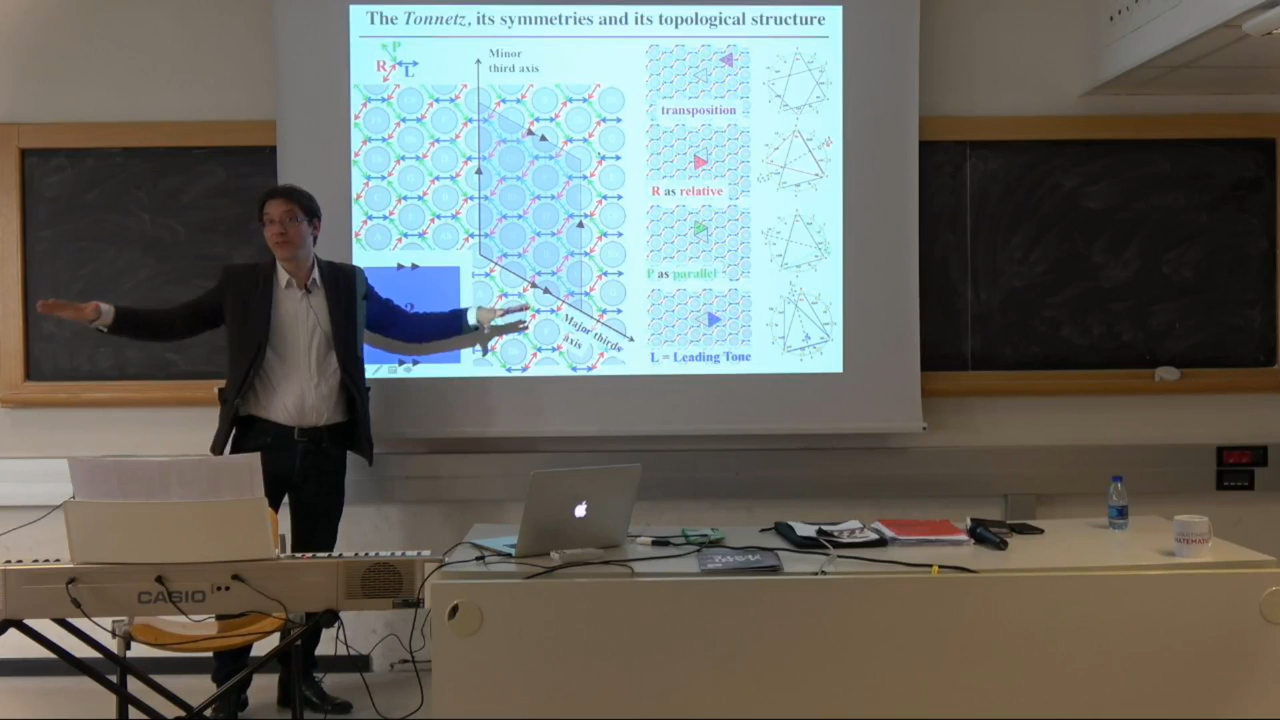 The Tonnetz, its symmetries and its topological structure
P
R
L
Minor
third axis
transposition
R as relative
P as parallel
?
Major thirds
axis
L = Leading Tone
CASIO